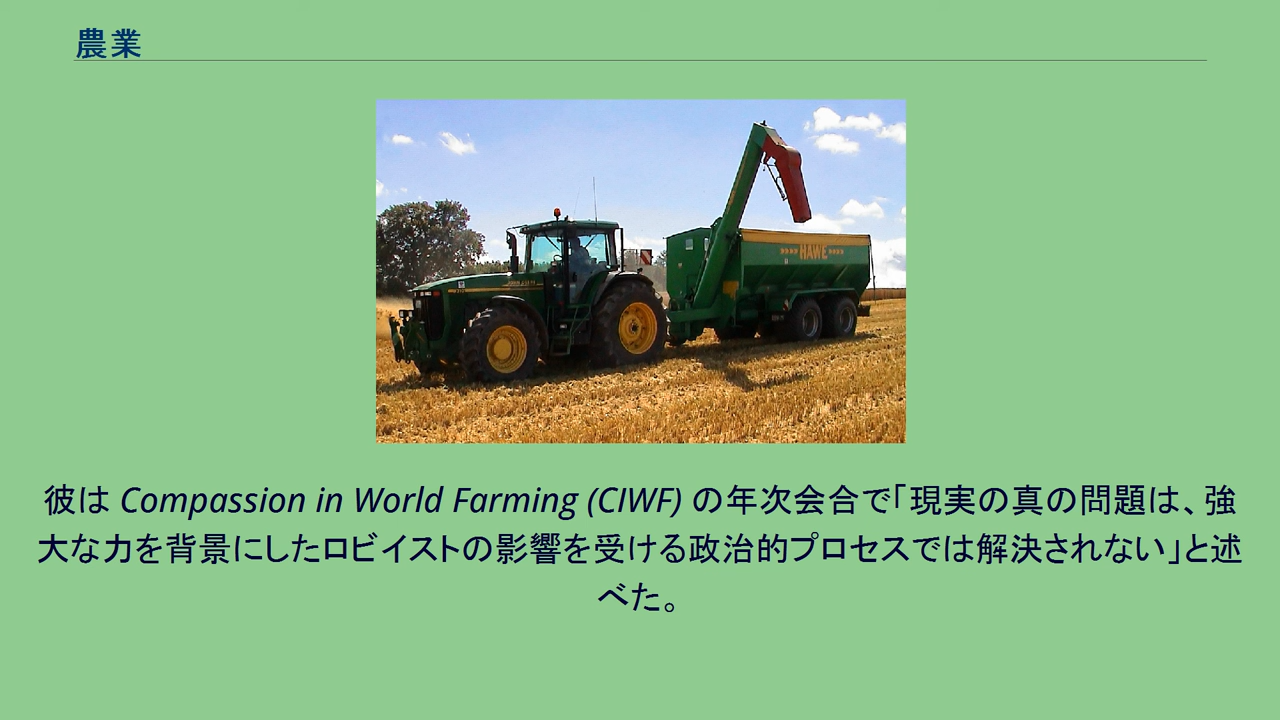 農業
HAWE
彼は Compassion in World Farming (CIWF) の年次会合で「現実の真の問題は、強
大な力を背景にしたロビイストの影響を受ける政治的プロセスでは解決されない」と述
べた。